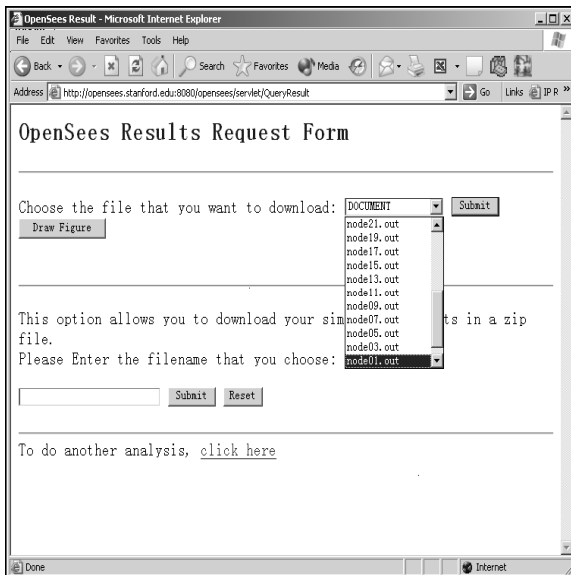 OpenSees Result - Microsoft Internet Explorer
File Edit View Favorites Tools Help
Back Search Favorites Media
Address http://opensees.stanford.edu:8080/opensees/servlet/QueryResult Go Links IP R »
OpenSees Results Request Form
Choose the file that you want to download: DOCUMENT Submit
Draw Figure
node21.out
node19.out
node17.out
node15.out
node13.out
node11.out
node09.out
node07.out
node05.out
node03.out
node01.out
This option allows you to download your sim ts in a zip
file.
Please Enter the filename that you choose:
Submit Reset
To do another analysis, click here
Done Internet